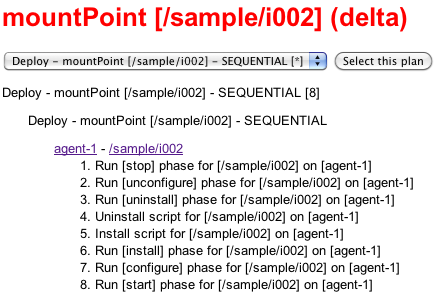 mountPoint [/sample/i002] (delta)
Deploy - mountPoint [/sample/i002] - SEQUENTIAL [*] Select this plan
Deploy - mountPoint [/sample/i002] - SEQUENTIAL [8]
Deploy - mountPoint [/sample/i002] - SEQUENTIAL
agent-1 - /sample/i002
1. Run [stop] phase for [/sample/i002] on [agent-1]
2. Run [unconfigure] phase for [/sample/i002] on [agent-1]
3. Run [uninstall] phase for [/sample/i002] on [agent-1]
4. Uninstall script for [/sample/i002] on [agent-1]
5. Install script for [/sample/i002] on [agent-1]
6. Run [install] phase for [/sample/i002] on [agent-1]
7. Run [configure] phase for [/sample/i002] on [agent-1]
8. Run [start] phase for [/sample/i002] on [agent-1]